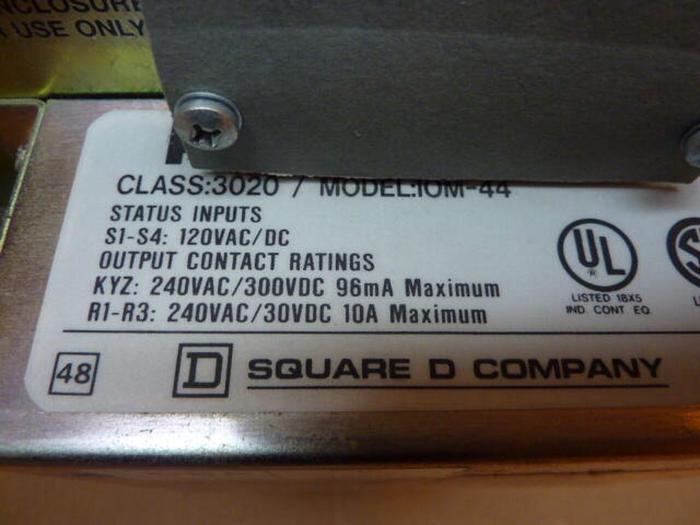 USE ONLY
CLASS:3020 / MODEL:IOM-44
STATUS INPUTS
S1-S4: 120VAC/DC
OUTPUT CONTACT RATINGS
KYZ: 240VAC/300VDC 96mA Maximum
R1-R3: 240VAC/30VDC 10A Maximum
UL
®
LISTED 18X5
IND. CONT EQ.
48
D SQUARE D COMPANY